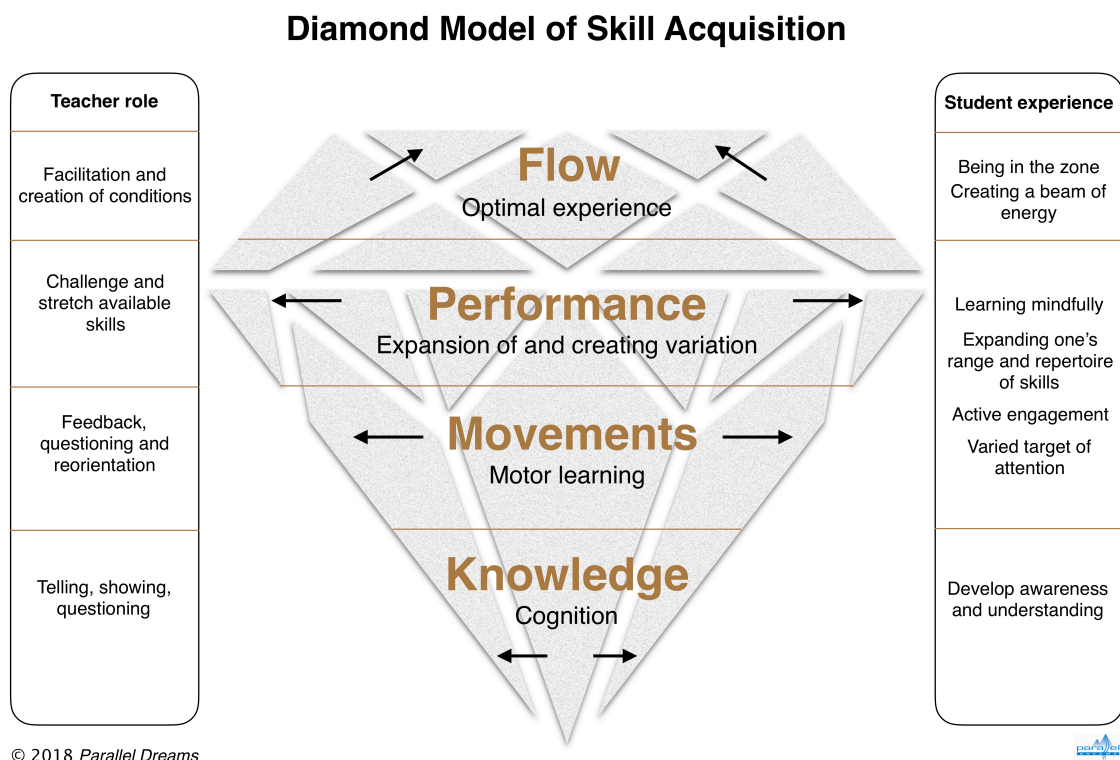 Diamond Model of Skill Acquisition
Teacher role
Facilitation and
creation of conditions
Challenge and
stretch available
skills
Feedback,
questioning and
reorientation
Telling, showing,
questioning
Flow
Optimal experience
Performance
Expansion of and creating variation
Movements
Motor learning
Knowledge
Cognition
Student experience
Being in the zone
Creating a beam of
energy
Learning mindfully
Expanding one’s
range and repertoire
of skills
Active engagement
Varied target of
attention
Develop awareness
and understanding
© 2018 Parallel Dreams
parallel